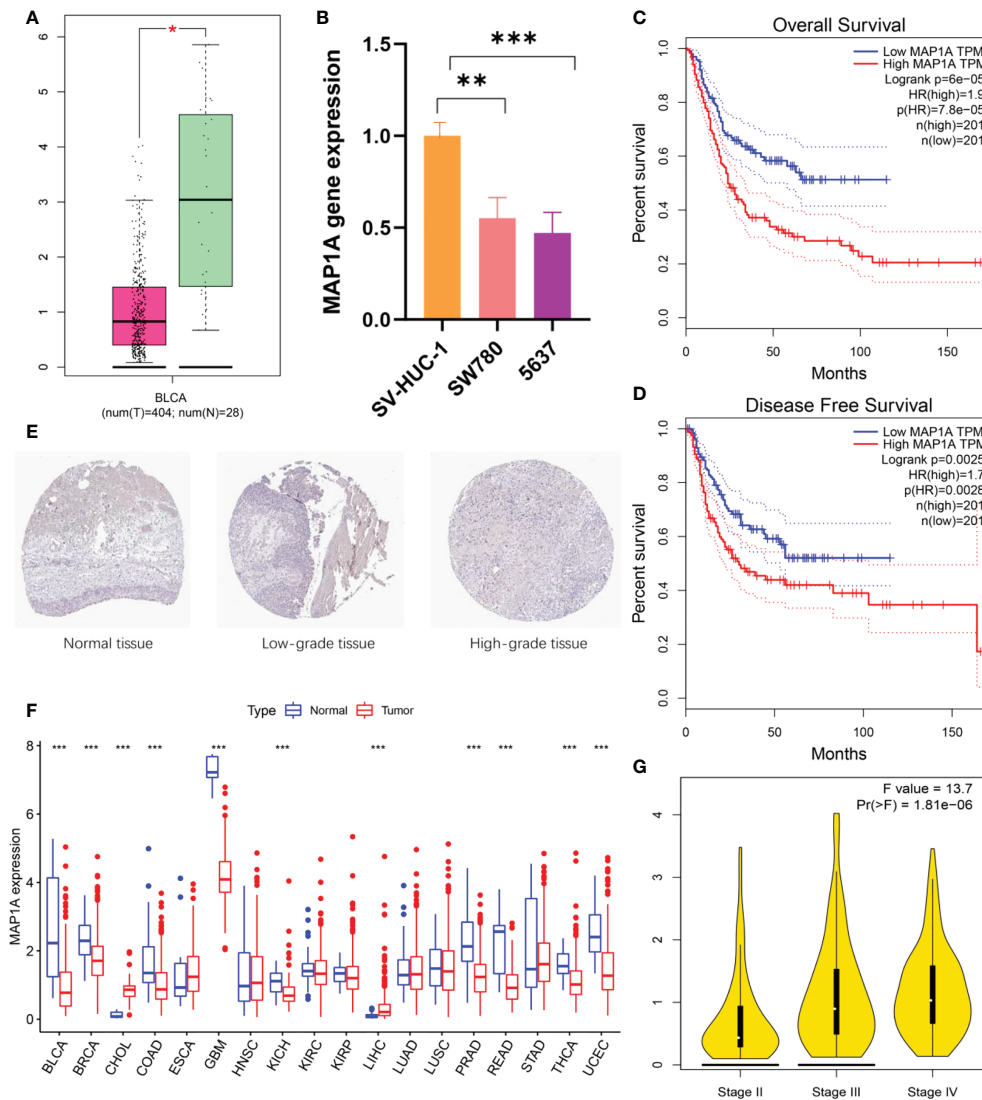 A
6
5
4
3
2
1
0
*
BLCA
(num(T)=404; num(N)=28)
B
MAP1A gene expression
1.5
1.0
0.5
0.0
***
**
SV-HUC-1
SW780
5637
C
Overall Survival
Low MAP1A TPM
High MAP1A TPM
Logrank p=6e−05
HR(high)=1.9
p(HR)=7.8e−05
n(high)=201
n(low)=201
Percent survival
1.0
0.8
0.6
0.4
0.2
0.0
0
50
100
150
Months
D
Disease Free Survival
Low MAP1A TPM
High MAP1A TPM
Logrank p=0.0025
HR(high)=1.7
p(HR)=0.0028
n(high)=201
n(low)=201
Percent survival
1.0
0.8
0.6
0.4
0.2
0.0
0
50
100
150
Months
E
Normal tissue
Low-grade tissue
High-grade tissue
F
Type Normal Tumor
MAP1A expression
8
6
4
2
0
*** *** *** *** *** *** *** *** *** *** ***
BLCA
BRCA
CHOL
COAD
ESCA
GBM
HNSC
KICH
KIRC
KIRP
LIHC
LUAD
LUSC
PRAD
READ
STAD
THCA
UCEC
G
F value = 13.7
Pr(>F) = 1.81e−06
4
3
2
1
0
Stage II
Stage III
Stage IV